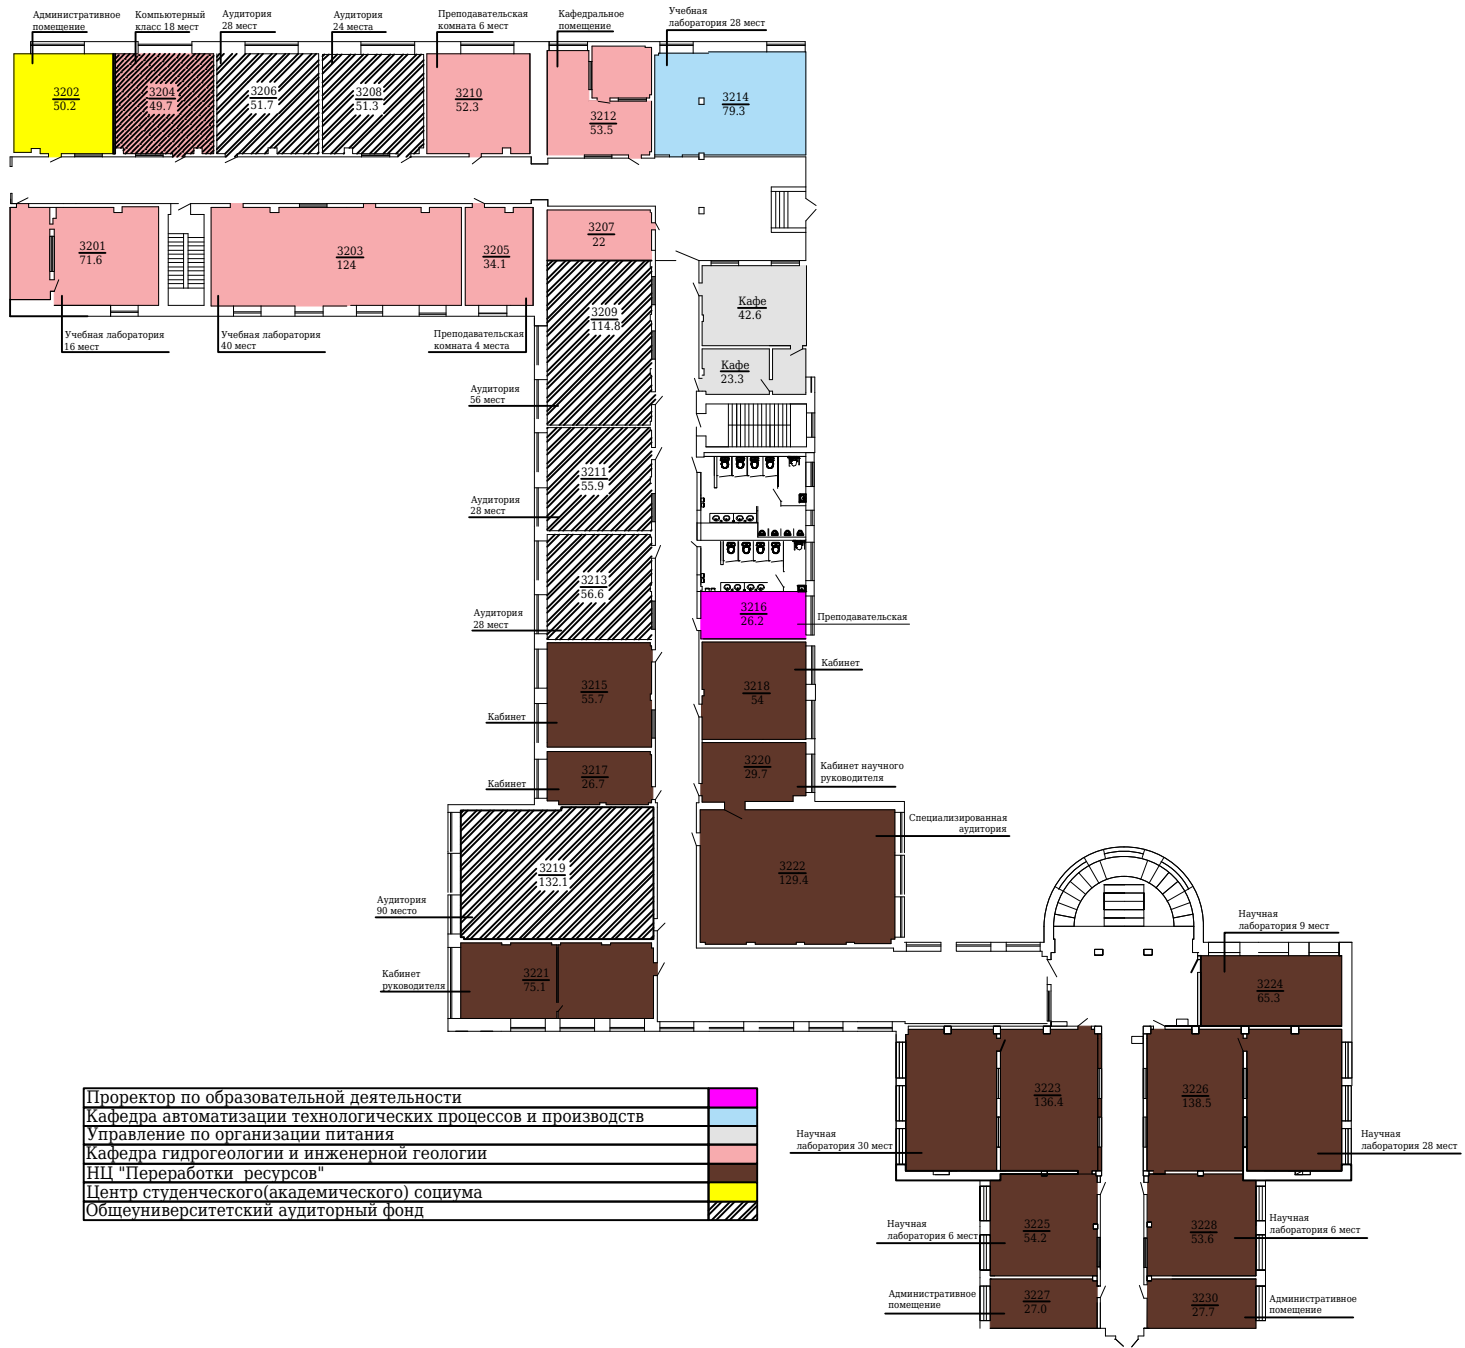 Административное
помещение
Компьютерный
класс 18 мест
Аудитория
28 мест
Аудитория
24 места
Преподавательская
комната 6 мест
Кафедральное
помещение
Учебная
лаборатория 28 мест
3202
50.2
3204
49.7
3206
51.7
3208
51.3
3210
52.3
3212
53.5
3214
79.3
3201
71.6
3203
124
3205
34.1
3207
22
Учебная лаборатория
16 мест
Учебная лаборатория
40 мест
Преподавательская
комната 4 места
3209
114.8
Кафе
42.6
Кафе
23.3
Аудитория
56 мест
3211
55.9
Аудитория
28 мест
3213
56.6
Аудитория
28 мест
3216
26.2
Преподавательская
3215
55.7
Кабинет
3218
54
Кабинет
3217
26.7
Кабинет
3220
29.7
Кабинет научного
руководителя
Специализированная
аудитория
3219
132.1
Аудитория
90 место
3222
129.4
3221
75.1
Кабинет
руководителя
Научная
лаборатория 9 мест
3224
65.3
3223
136.4
3226
138.5
Научная
лаборатория 30 мест
Научная
лаборатория 28 мест
3225
54.2
3228
53.6
Научная
лаборатория 6 мест
Научная
лаборатория 6 мест
3227
27.0
3230
27.7
Административное
помещение
Административное
помещение
Проректор по образовательной деятельности
Кафедра автоматизации технологических процессов и производств
Управление по организации питания
Кафедра гидрогеологии и инженерной геологии
НЦ "Переработки ресурсов"
Центр студенческого(академического) социума
Общеуниверситетский аудиторный фонд